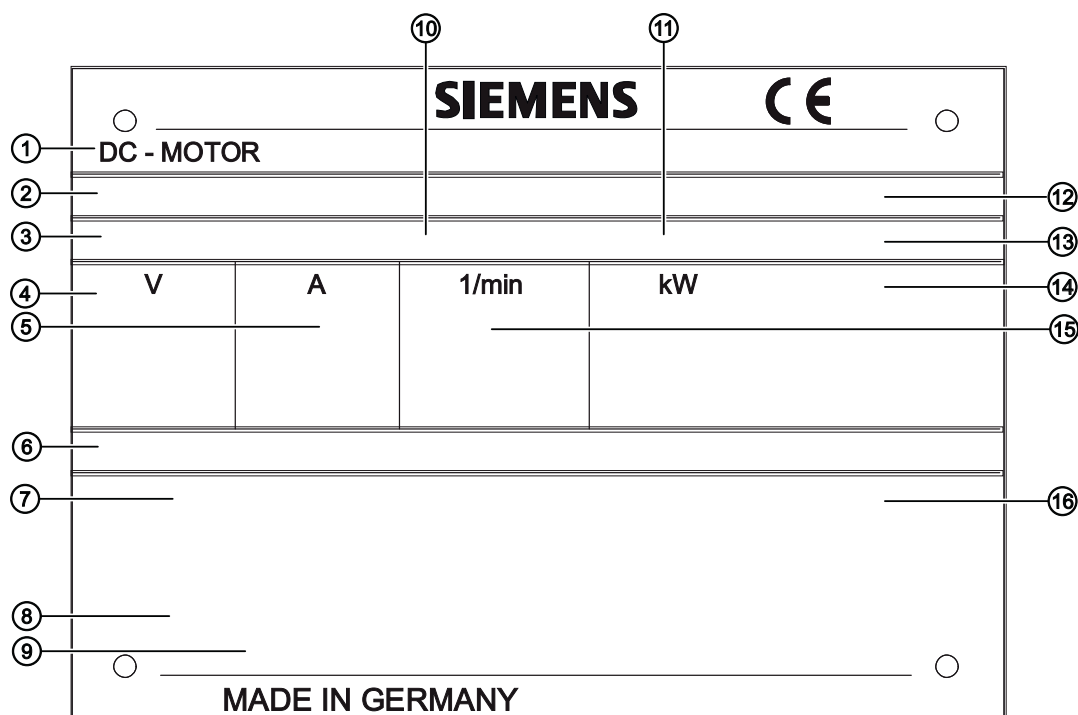 ⑩ ⑪
SIEMENS CE
① DC - MOTOR
② ⑫
③ ⑬
④ V A 1/min kW ⑭
⑤ ⑮
⑥
⑦ ⑯
⑧
⑨
MADE IN GERMANY